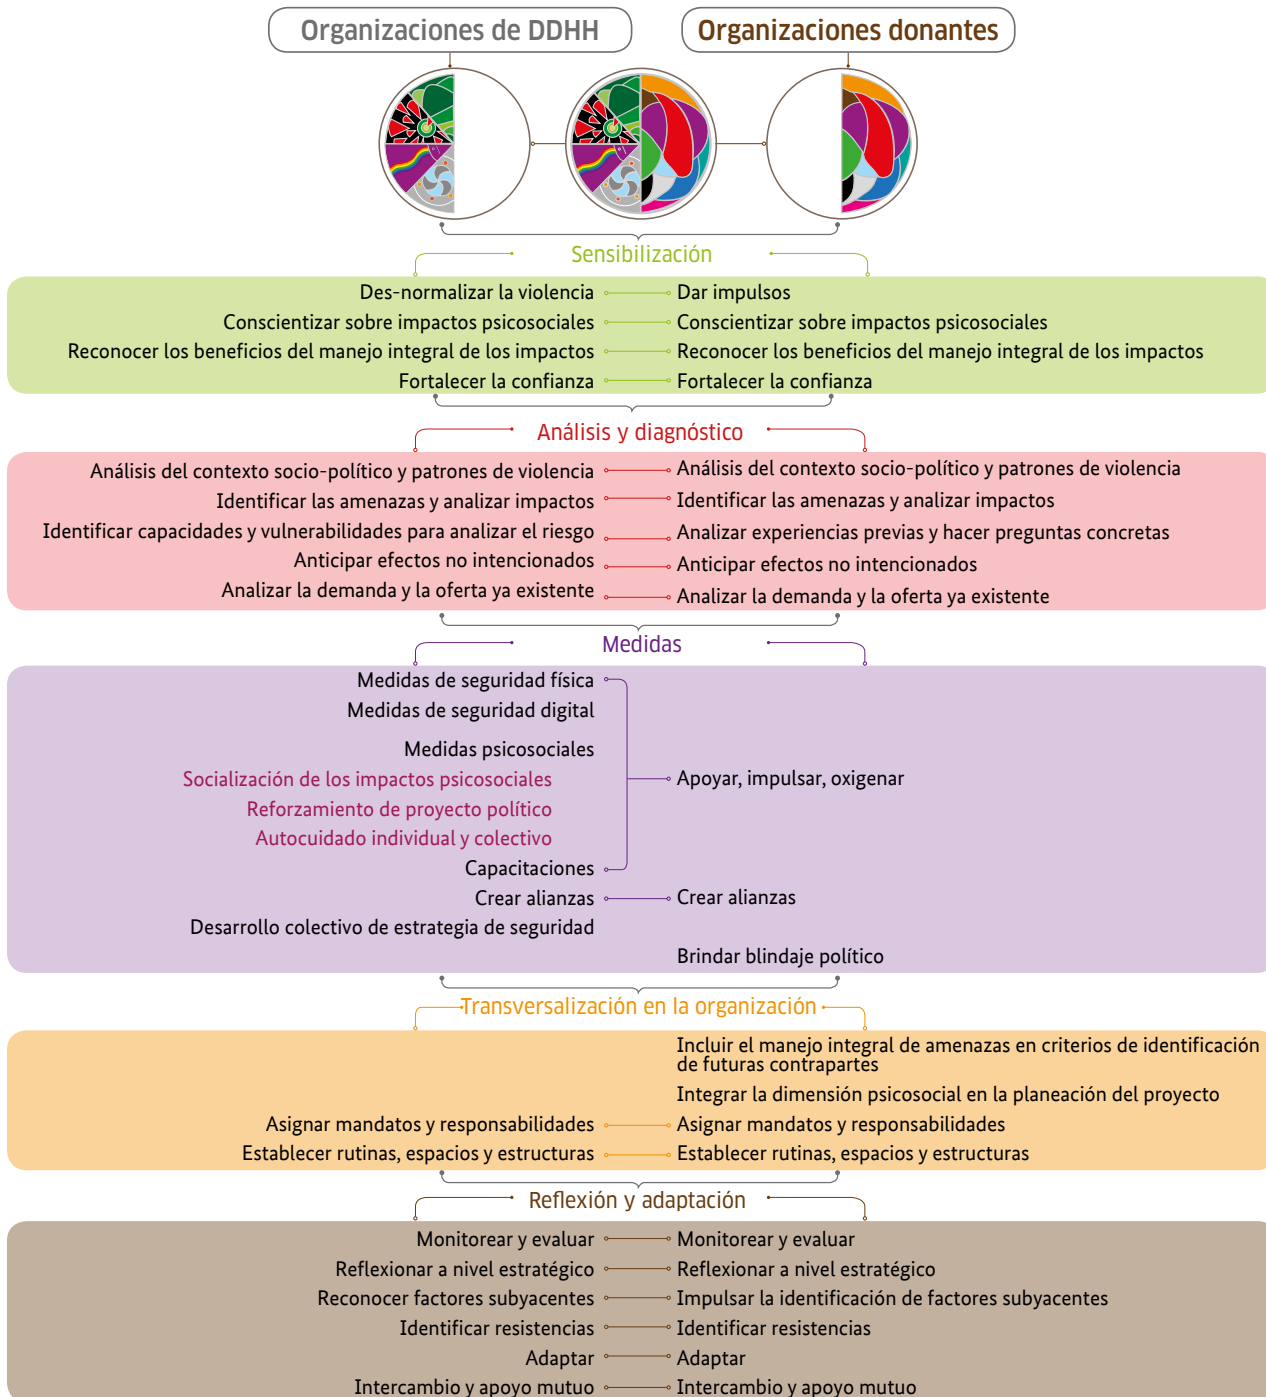 Organizaciones de DDHH
Organizaciones donantes
Sensibilización
Des-normalizar la violencia
Dar impulsos
Conscientizar sobre impactos psicosociales
Conscientizar sobre impactos psicosociales
Reconocer los beneficios del manejo integral de los impactos
Reconocer los beneficios del manejo integral de los impactos
Fortalecer la confianza
Fortalecer la confianza
Análisis y diagnóstico
Análisis del contexto socio-político y patrones de violencia
Análisis del contexto socio-político y patrones de violencia
Identificar las amenazas y analizar impactos
Identificar las amenazas y analizar impactos
Identificar capacidades y vulnerabilidades para analizar el riesgo
Analizar experiencias previas y hacer preguntas concretas
Anticipar efectos no intencionados
Anticipar efectos no intencionados
Analizar la demanda y la oferta ya existente
Analizar la demanda y la oferta ya existente
Medidas
Medidas de seguridad física
Medidas de seguridad digital
Medidas psicosociales
Socialización de los impactos psicosociales
Apoyar, impulsar, oxigenar
Reforzamiento de proyecto político
Autocuidado individual y colectivo
Capacitaciones
Crear alianzas
Crear alianzas
Desarrollo colectivo de estrategia de seguridad
Brindar blindaje político
Transversalización en la organización
Incluir el manejo integral de amenazas en criterios de identificación
de futuras contrapartes
Integrar la dimensión psicosocial en la planeación del proyecto
Asignar mandatos y responsabilidades
Asignar mandatos y responsabilidades
Establecer rutinas, espacios y estructuras
Establecer rutinas, espacios y estructuras
Reflexión y adaptación
Monitorear y evaluar
Monitorear y evaluar
Reflexionar a nivel estratégico
Reflexionar a nivel estratégico
Reconocer factores subyacentes
Impulsar la identificación de factores subyacentes
Identificar resistencias
Identificar resistencias
Adaptar
Adaptar
Intercambio y apoyo mutuo
Intercambio y apoyo mutuo